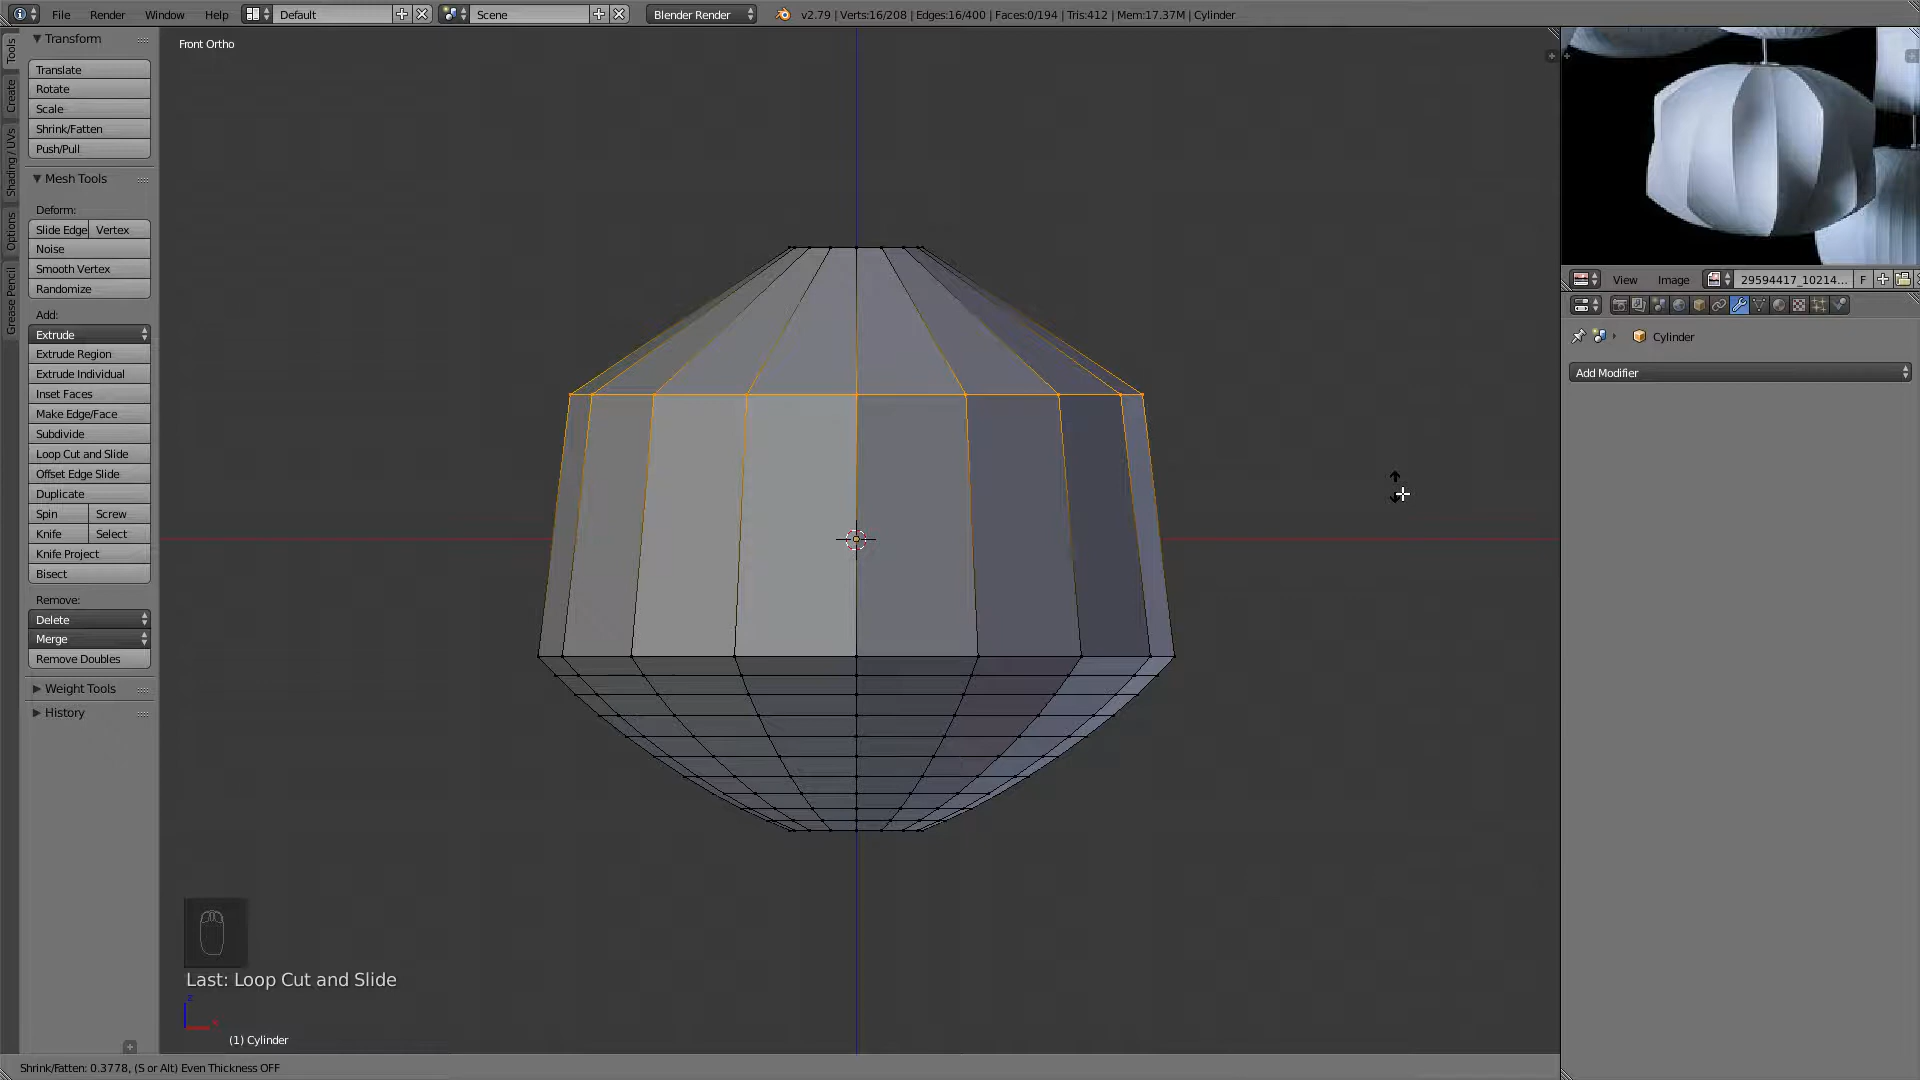 File Render Window Help Default Scene Blender Render v2.79 | Verts:16/208 | Edges:16/400 | Faces:0/194 | Tris:412 | Mem:17.37M | Cylinder
Tools
Create
Shading / UVs
Options
Grease Pencil
Transform
Translate
Rotate
Scale
Shrink/Fatten
Push/Pull
Mesh Tools
Deform:
Slide Edge Vertex
Noise
Smooth Vertex
Randomize
Add:
Extrude
Extrude Region
Extrude Individual
Inset Faces
Make Edge/Face
Subdivide
Loop Cut and Slide
Offset Edge Slide
Duplicate
Spin Screw
Knife Select
Knife Project
Bisect
Remove:
Delete
Merge
Remove Doubles
Weight Tools
History
Front Ortho
Last: Loop Cut and Slide
z
x
(1) Cylinder
Shrink/Fatten: 0.3778, (S or Alt) Even Thickness OFF
View Image 29594417_10214... F
Cylinder
Add Modifier